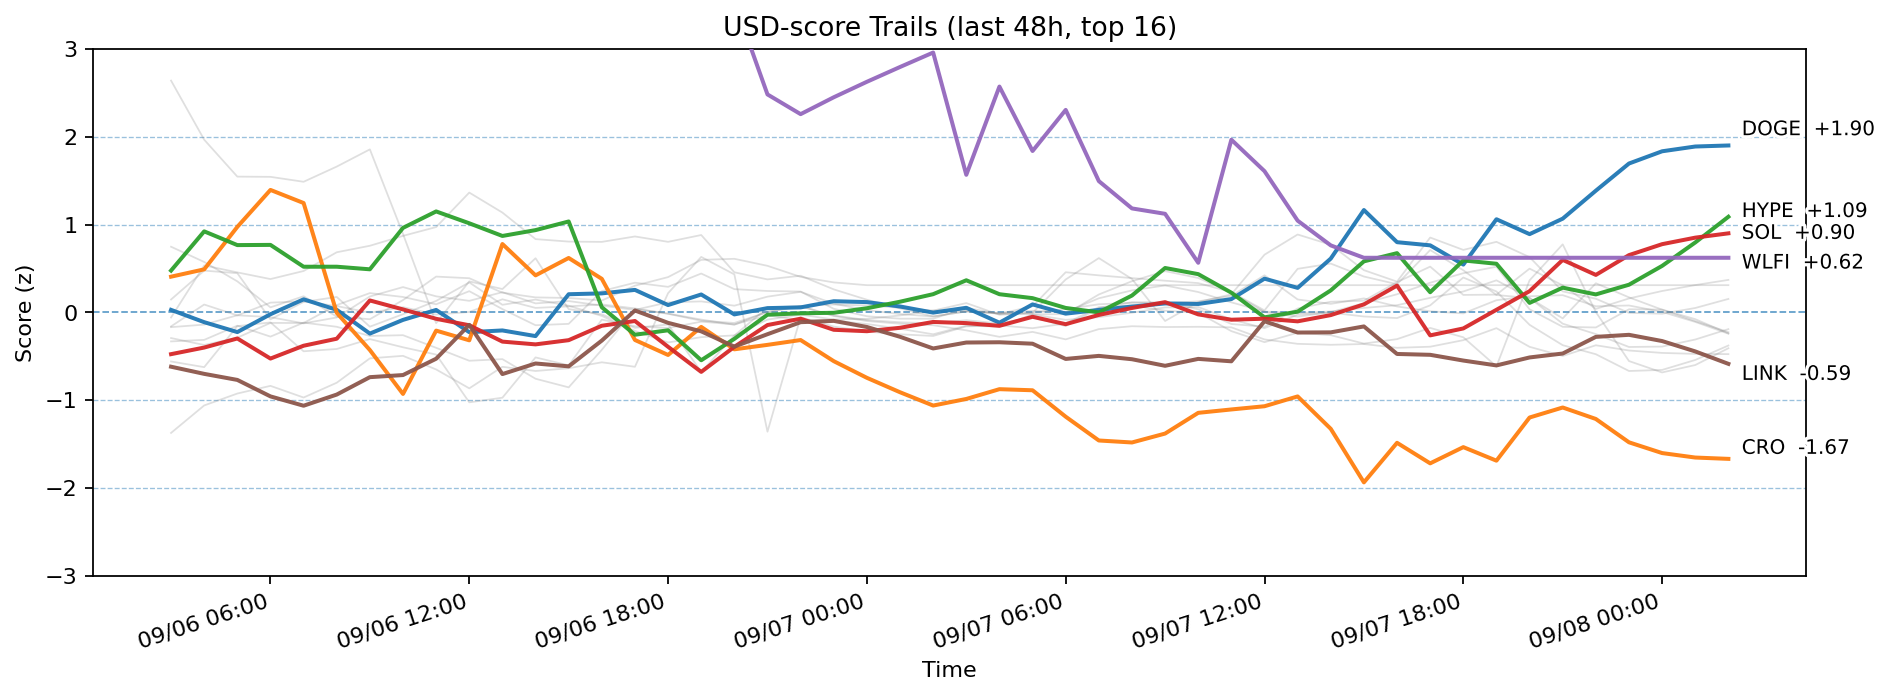 USD-score Trails (last 48h, top 16)
3
2
1
0
−1
−2
−3
Score (z)
DOGE +1.90
HYPE +1.09
SOL +0.90
WLFI +0.62
LINK -0.59
CRO -1.67
09/06 06:00
09/06 12:00
09/06 18:00
09/07 00:00
09/07 06:00
09/07 12:00
09/07 18:00
09/08 00:00
Time